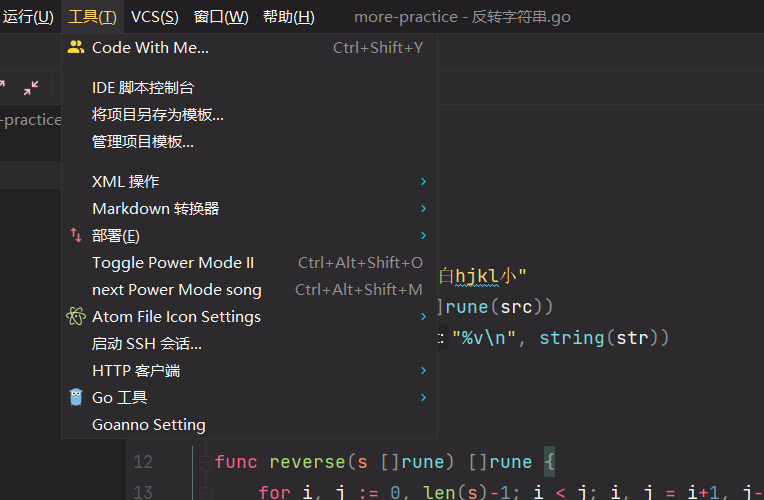 运行(U) 工具(T) VCS(S) 窗口(W) 帮助(H) more-practice - 反转字符串.go
Code With Me... Ctrl+Shift+Y
IDE 脚本控制台
将项目另存为模板...
-practice
管理项目模板...
XML 操作
Markdown 转换器
部署(E)
Toggle Power Mode II Ctrl+Alt+Shift+O
白hjkl小"
next Power Mode song Ctrl+Alt+Shift+M
]rune(src))
Atom File Icon Settings
启动 SSH 会话...
: "%v\n", string(str))
HTTP 客户端
Go 工具
Goanno Setting
12 func reverse(s []rune) []rune {
13 for i, j := 0, len(s)-1; i < j; i, j = i+1, j-